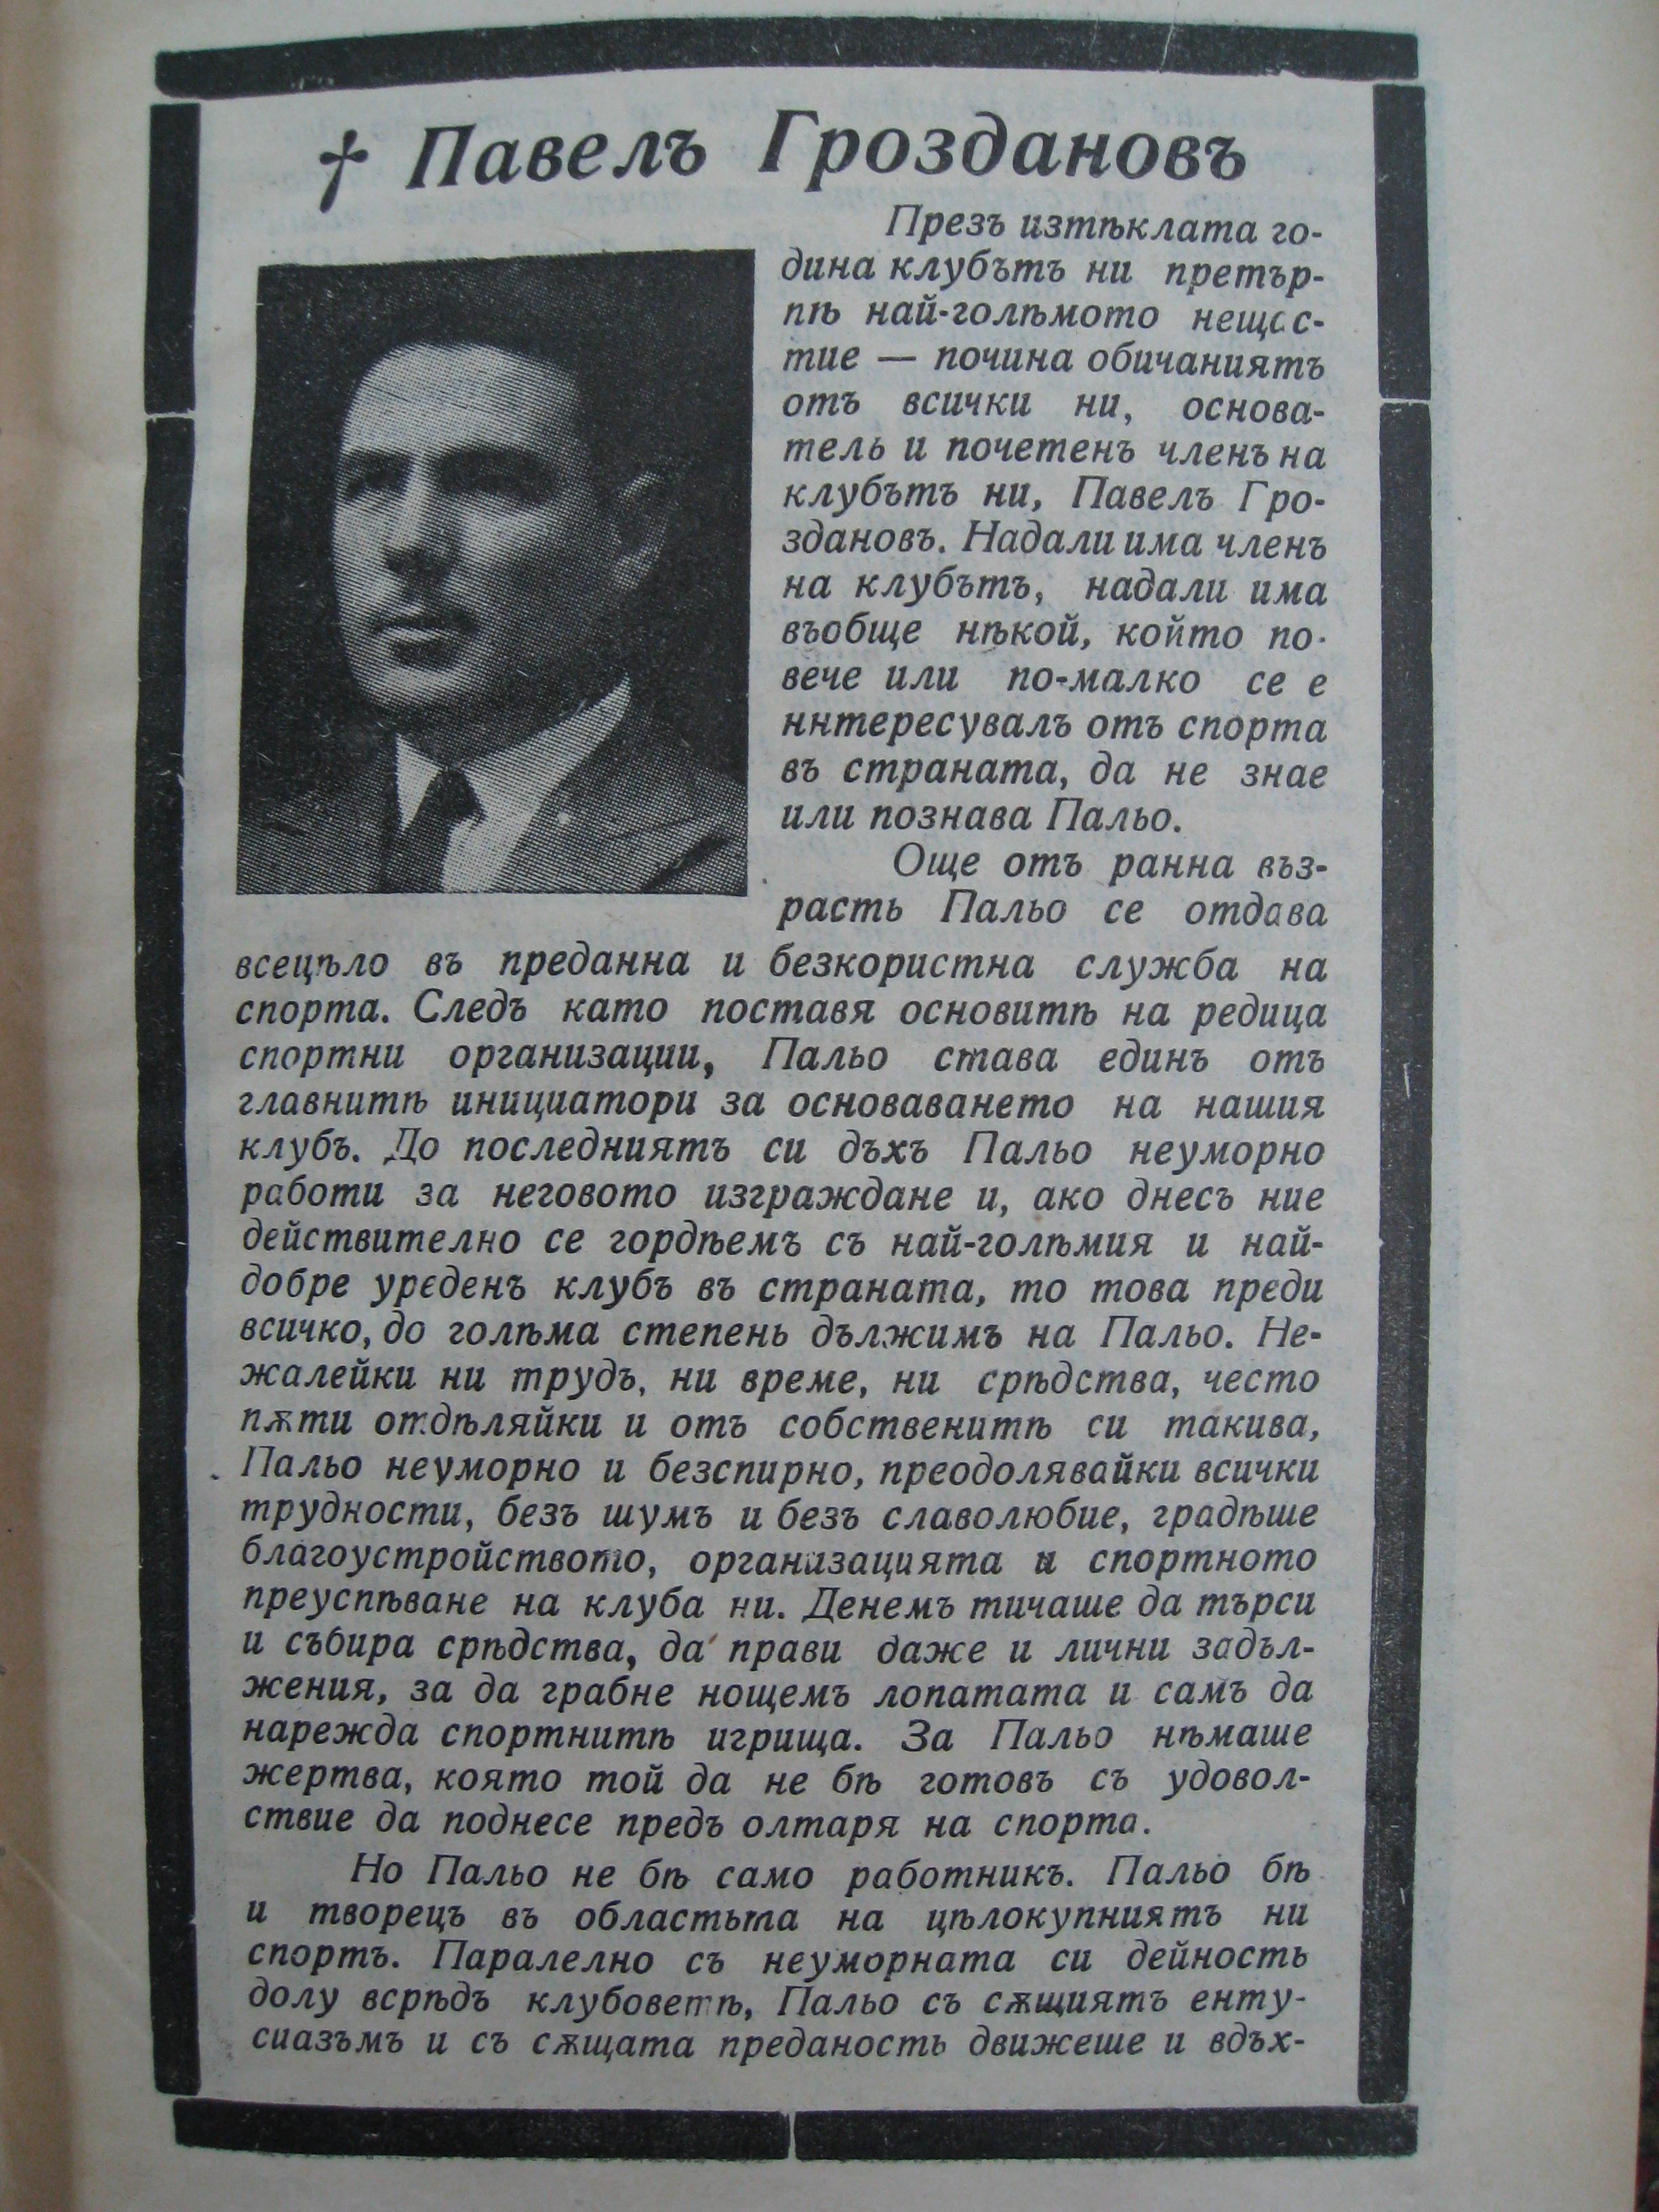 † Павелъ Гроздановъ
Презъ изтѣклата го-
дина клубътъ ни претър-
пѣ най-голѣмото нещас-
тие — почина обичаниятъ
отъ всички ни, основа-
тель и почетенъ членъ на
клубътъ ни, Павелъ Гро-
здановъ. Надали има членъ
на клубътъ, надали има
въобще нѣкой, който по-
вече или по-малко се е
ннтересувалъ отъ спорта
въ страната, да не знае
или познава Пальо.
Още отъ ранна въз-
расть Пальо се отдава
всецѣло въ преданна и безкористна служба на
спорта. Следъ като поставя основитѣ на редица
спортни организации, Пальо става единъ отъ
главнитѣ инициатори за основаването на нашия
клубъ. До последниятъ си дъхъ Пальо неуморно
работи за неговото изграждане и, ако днесъ ние
действително се гордѣемъ съ най-голѣмия и най-
добре уреденъ клубъ въ страната, то това преди
всичко, до голѣма степень дължимъ на Пальо. Не-
жалейки ни трудъ, ни време, ни срѣдства, често
пѫти отдѣляйки и отъ собственитѣ си такива,
Пальо неуморно и безспирно, преодолявайки всички
трудности, безъ шумъ и безъ славолюбие, градѣше
благоустройството, организацията и спортното
преуспѣване на клуба ни. Денемъ тичаше да търси
и събира срѣдства, да прави даже и лични задъл-
жения, за да грабне нощемъ лопатата и самъ да
нарежда спортнитѣ игрища. За Пальо нѣмаше
жертва, която той да не бѣ готовъ съ удовол-
ствие да поднесе предъ олтаря на спорта.
Но Пальо не бѣ само работникъ. Пальо бѣ
и творецъ въ областьта на цѣлокупниятъ ни
спортъ. Паралелно съ неуморната си дейность
долу всрѣдъ клубоветѣ, Пальо съ сѫщиятъ енту-
сиазъмъ и съ сѫщата преданость движеше и вдъх-